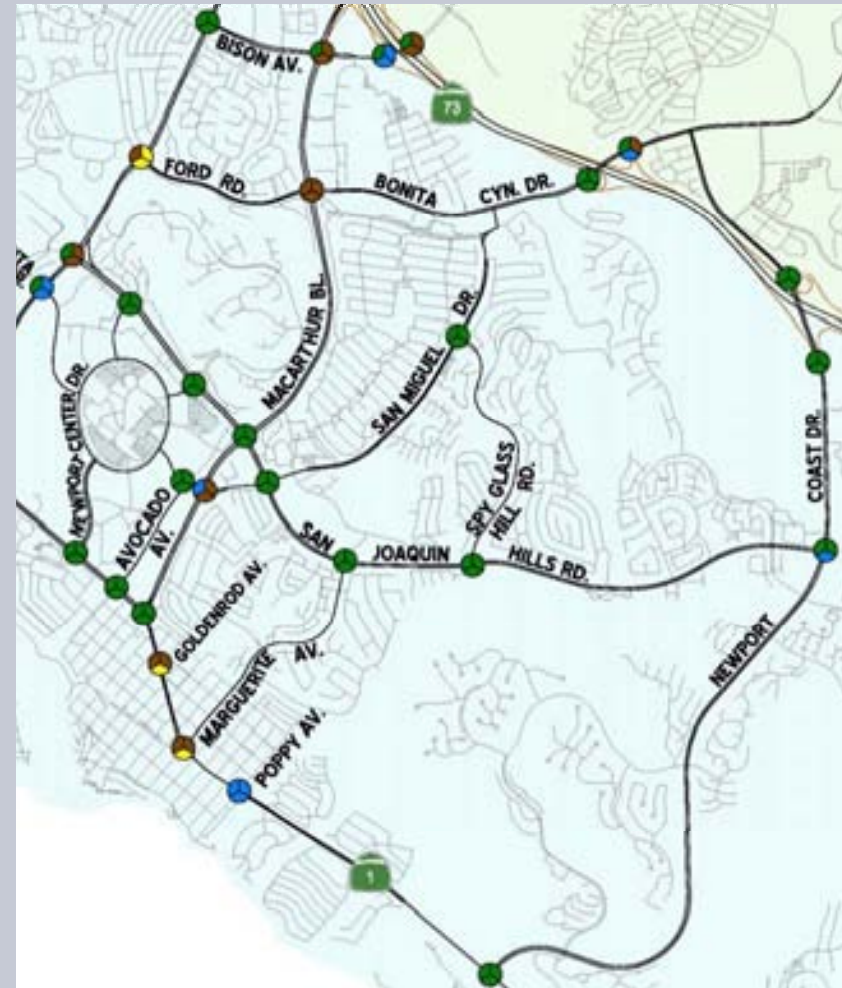 BISON AV.
73
FORD RD.
BONITA
CYN. DR.
MACARTHUR BL.
SAN MIGUEL
DR.
NEWPORT CENTER DR.
COAST DR.
AVOCADO
AV.
SPY GLASS
HILL RD.
SAN
JOAQUIN
HILLS RD.
GOLDENROD AV.
MARGUERITE AV.
NEWPORT
POPPY AV.
1